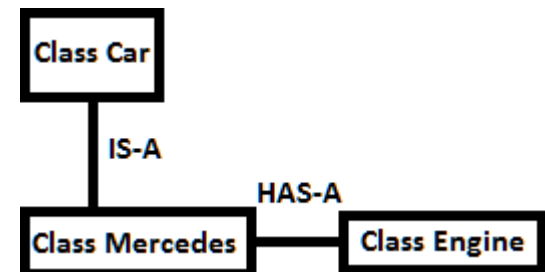 Class Car
IS-A
HAS-A
Class Mercedes
Class Engine